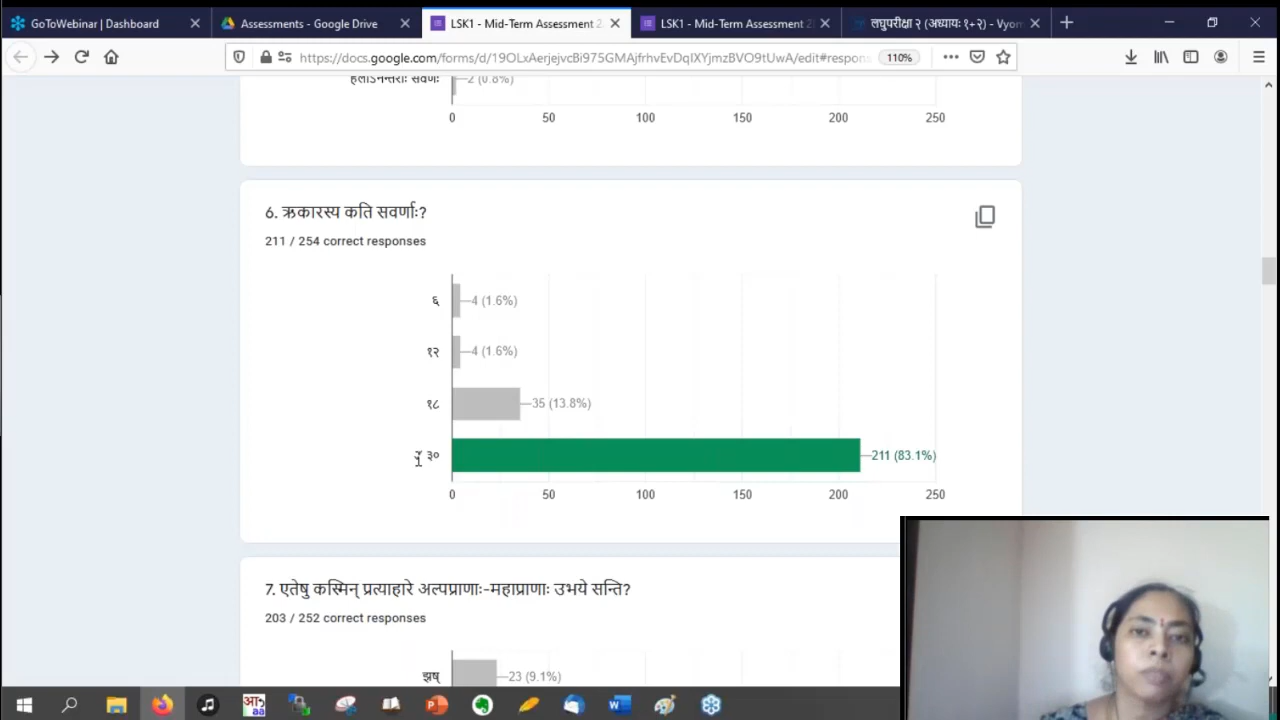 GoToWebinar | Dashboard
Assessments - Google Drive
LSK1 - Mid-Term Assessment 2
LSK1 - Mid-Term Assessment 2
लघुपरीक्षा २ (अध्यायः १+२) - Vyom
https://docs.google.com/forms/d/19OLxAerjejvcBi975GMAjfrhvEvDqIXYjmzBVO9tUwA/edit#respon
110%
2 (0.8%)
0 50 100 150 200 250
6. ऋकारस्य कति सवर्णाः?
211 / 254 correct responses
६
4 (1.6%)
१२
4 (1.6%)
१८
35 (13.8%)
३०
211 (83.1%)
0 50 100 150 200 250
7. एतेषु कस्मिन् प्रत्याहारे अल्पप्राणाः-महाप्राणाः उभये सन्ति?
203 / 252 correct responses
झष्
23 (9.1%)